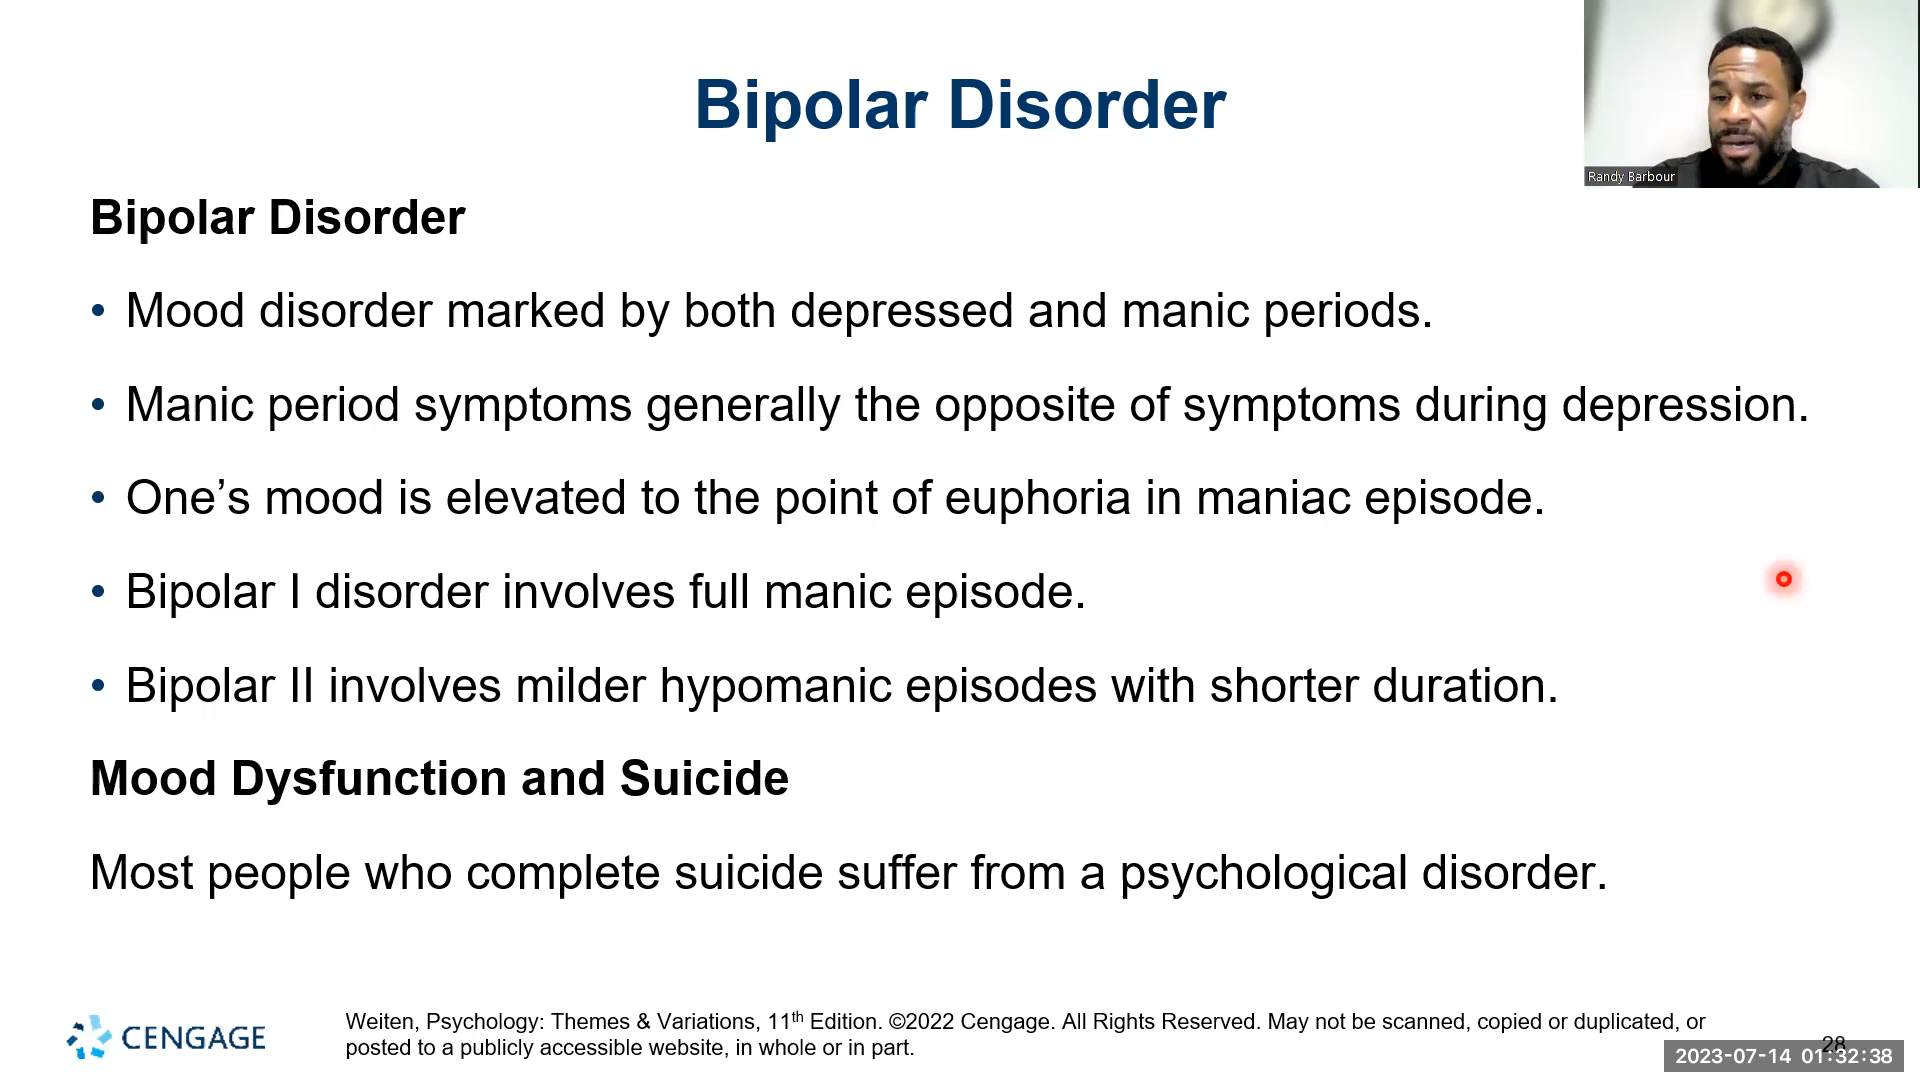 Bipolar Disorder
Randy Barbour
Bipolar Disorder
• Mood disorder marked by both depressed and manic periods.
• Manic period symptoms generally the opposite of symptoms during depression.
• One’s mood is elevated to the point of euphoria in maniac episode.
• Bipolar I disorder involves full manic episode.
• Bipolar II involves milder hypomanic episodes with shorter duration.
Mood Dysfunction and Suicide
Most people who complete suicide suffer from a psychological disorder.
CENGAGE
Weiten, Psychology: Themes & Variations, 11th Edition. ©2022 Cengage. All Rights Reserved. May not be scanned, copied or duplicated, or
posted to a publicly accessible website, in whole or in part.
28
2023-07-14 01:32:38